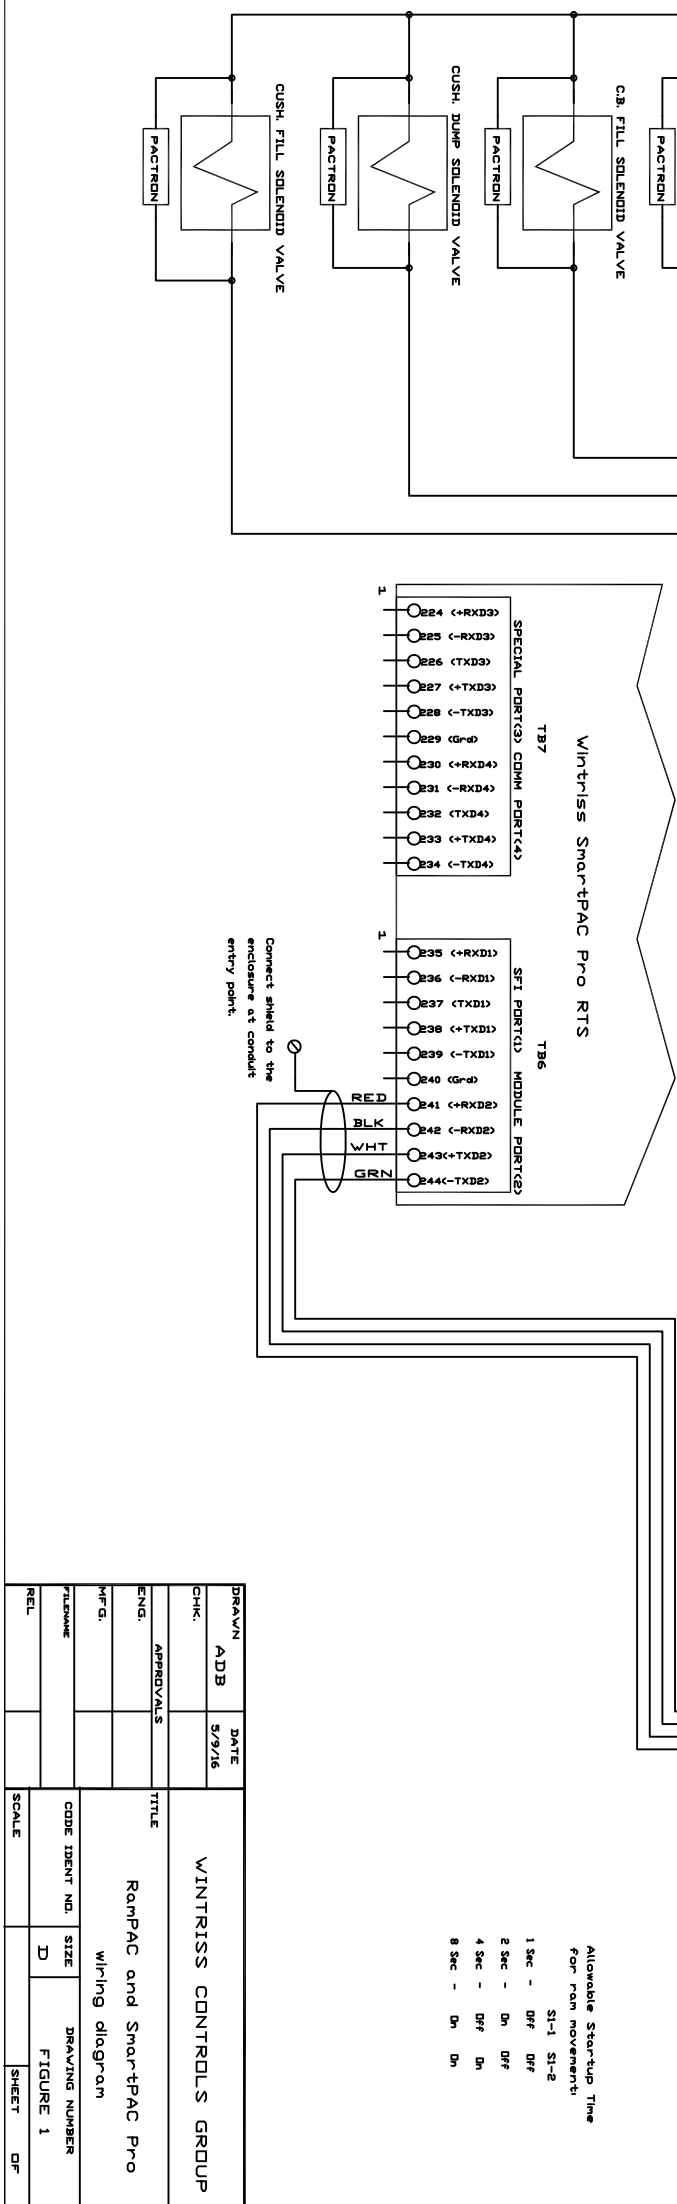 CUSH. FILL SOLENOID VALVE
PACTRON
CUSH. DUMP SOLENOID VALVE
PACTRON
C.B. FILL SOLENOID VALVE
PACTRON
PACTRON
Wintriss SmartPAC Pro RTS
TB7
SPECIAL PORT(3) COMM PORT(4)
1
224 (+RXD3)
225 (-RXD3)
226 (TXD3)
227 (+TXD3)
228 (-TXD3)
229 (Grd)
230 (+RXD4)
231 (-RXD4)
232 (TXD4)
233 (+TXD4)
234 (-TXD4)
TB6
SFI PORT(1) MODULE PORT(2)
1
235 (+RXD1)
236 (-RXD1)
237 (TXD1)
238 (+TXD1)
239 (-TXD1)
240 (Grd)
241 (+RXD2)
242 (-RXD2)
243(+TXD2)
244(-TXD2)
RED
BLK
WHT
GRN
Connect shield to the
enclosure at conduit
entry point.
Allowable Startup Time
for ram movement:
S1-1 S1-2
1 Sec - Off Off
2 Sec - On Off
4 Sec - Off On
8 Sec - On On
DRAWN ADB
DATE 5/9/16
CHK.
APPROVALS
ENG.
MFG.
FILENAME
REL
WINTRISS CONTROLS GROUP
TITLE
RamPAC and SmartPAC Pro
wiring diagram
CODE IDENT NO.
SIZE
D
DRAWING NUMBER
FIGURE 1
SCALE
SHEET OF